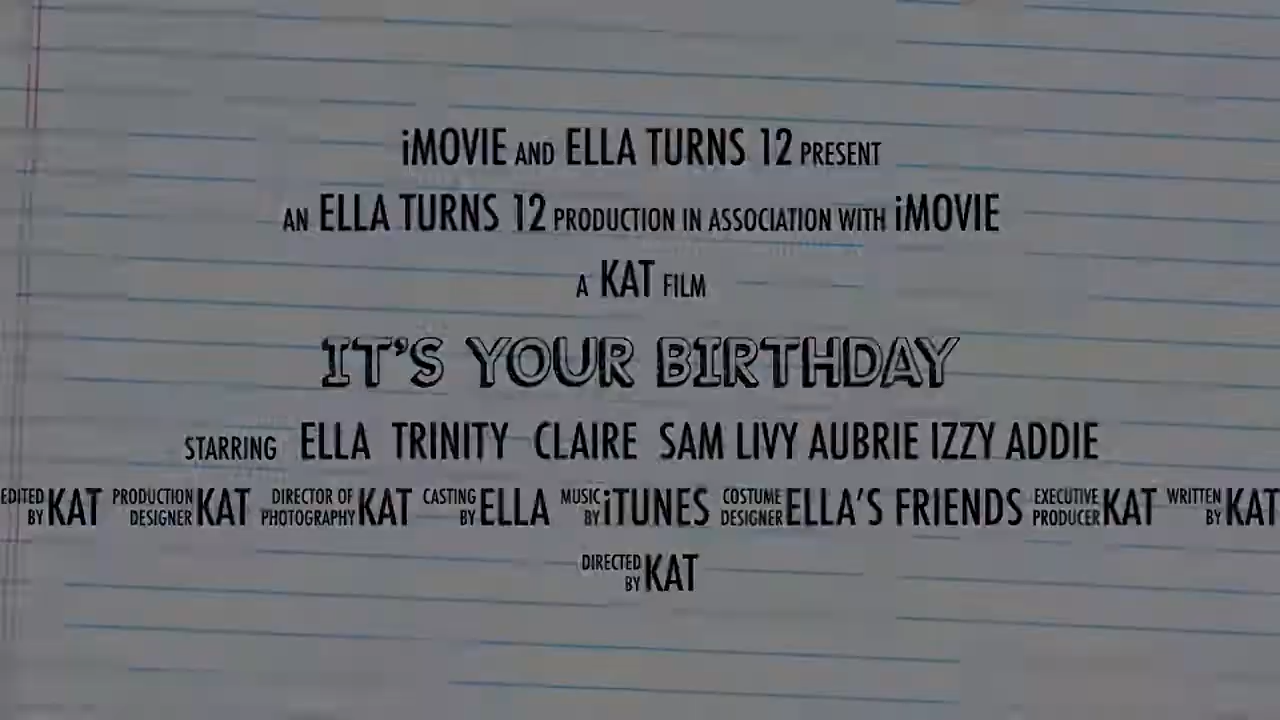 iMOVIE AND ELLA TURNS 12 PRESENT
AN ELLA TURNS 12 PRODUCTION IN ASSOCIATION WITH iMOVIE
A KAT FILM
IT'S YOUR BIRTHDAY
STARRING ELLA TRINITY CLAIRE SAM LIVY AUBRIE IZZY ADDIE
EDITED BY KAT PRODUCTION DESIGNER KAT DIRECTOR OF PHOTOGRAPHY KAT CASTING BY ELLA MUSIC BY iTUNES COSTUME DESIGNER ELLA'S FRIENDS EXECUTIVE PRODUCER KAT WRITTEN BY KAT
DIRECTED BY KAT